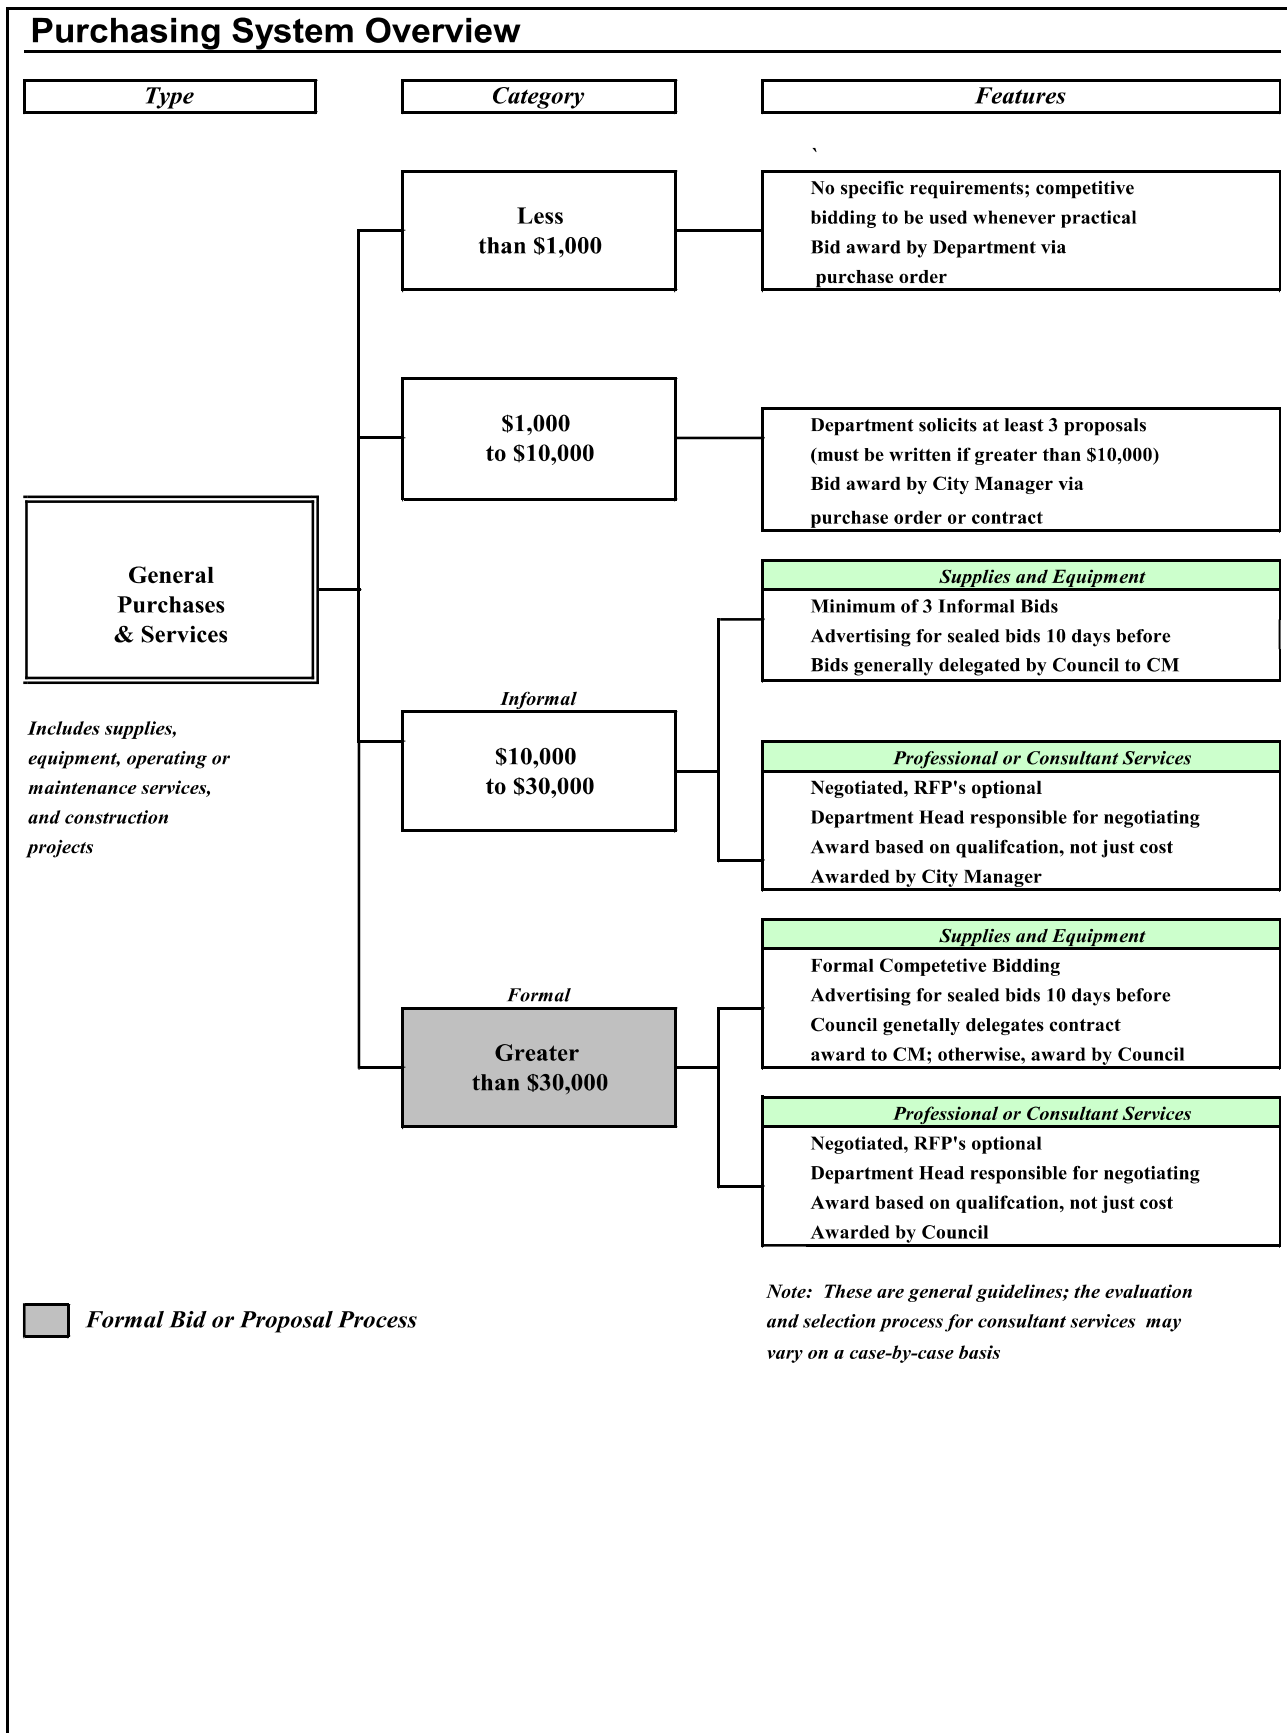 Purchasing System Overview
Type
Category
Features
`
Less
than $1,000
No specific requirements; competitive
bidding to be used whenever practical
Bid award by Department via
purchase order
$1,000
to $10,000
Department solicits at least 3 proposals
(must be written if greater than $10,000)
Bid award by City Manager via
purchase order or contract
General
Purchases
& Services
Includes supplies,
equipment, operating or
maintenance services,
and construction
projects
Informal
$10,000
to $30,000
Supplies and Equipment
Minimum of 3 Informal Bids
Advertising for sealed bids 10 days before
Bids generally delegated by Council to CM
Professional or Consultant Services
Negotiated, RFP's optional
Department Head responsible for negotiating
Award based on qualifcation, not just cost
Awarded by City Manager
Formal
Greater
than $30,000
Supplies and Equipment
Formal Competetive Bidding
Advertising for sealed bids 10 days before
Council genetally delegates contract
award to CM; otherwise, award by Council
Professional or Consultant Services
Negotiated, RFP's optional
Department Head responsible for negotiating
Award based on qualifcation, not just cost
Awarded by Council
Formal Bid or Proposal Process
Note:  These are general guidelines; the evaluation
and selection process for consultant services  may
vary on a case-by-case basis